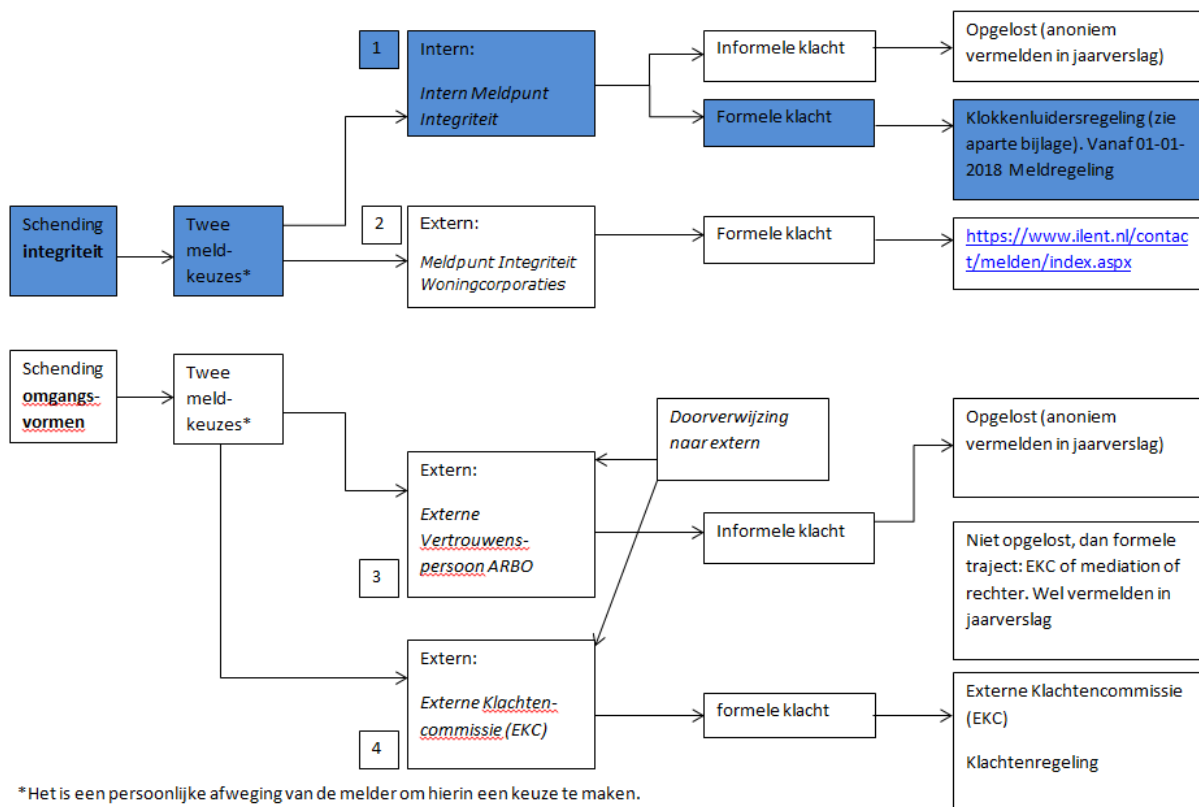 1
Intern:
Intern Meldpunt
Integriteit
Informele klacht
Opgelost (anoniem
vermelden in jaarverslag)
Formele klacht
Klokkenluidersregeling (zie
aparte bijlage). Vanaf 01-01-
2018 Meldregeling
Schending
integriteit
Twee
meld-
keuzes*
2
Extern:
Meldpunt Integriteit
Woningcorporaties
Formele klacht
https://www.ilent.nl/contac
t/melden/index.aspx
Schending
omgangs-
vormen
Twee
meld-
keuzes*
Doorverwijzing
naar extern
Extern:
Externe
Vertrouwens-
persoon ARBO
3
Informele klacht
Opgelost (anoniem
vermelden in jaarverslag)
Niet opgelost, dan formele
traject: EKC of mediation of
rechter. Wel vermelden in
jaarverslag
Extern:
Externe Klachten-
commissie (EKC)
4
formele klacht
Externe Klachtencommissie
(EKC)
Klachtenregeling
*Het is een persoonlijke afweging van de melder om hierin een keuze te maken.